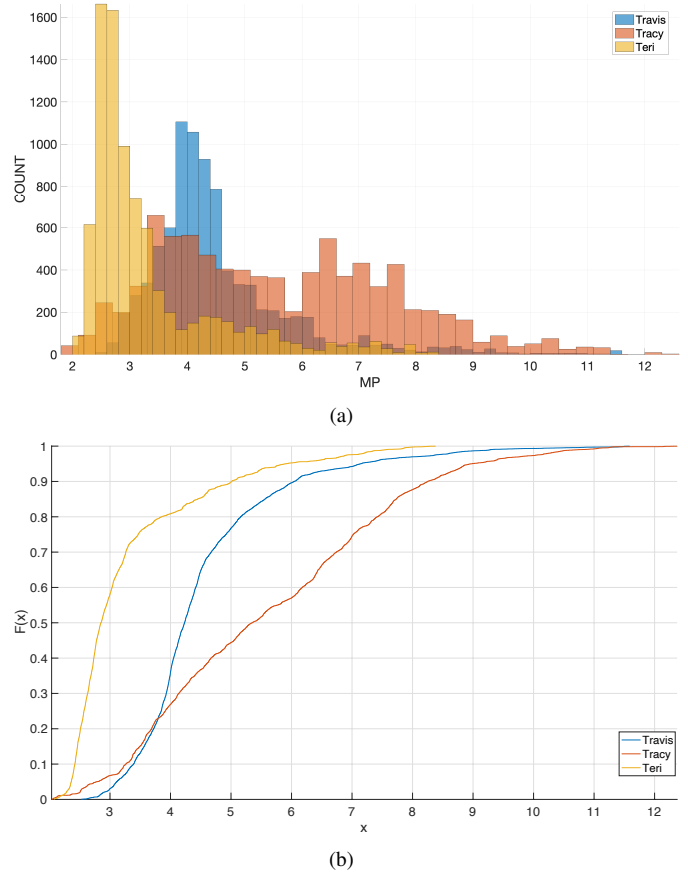 1600
1400
1200
1000
800
600
400
200
0
COUNT
2 3 4 5 6 7 8 9 10 11 12
MP
Travis
Tracy
Teri
(a)
1
0.9
0.8
0.7
0.6
0.5
0.4
0.3
0.2
0.1
0
F(x)
3 4 5 6 7 8 9 10 11 12
x
Travis
Tracy
Teri
(b)